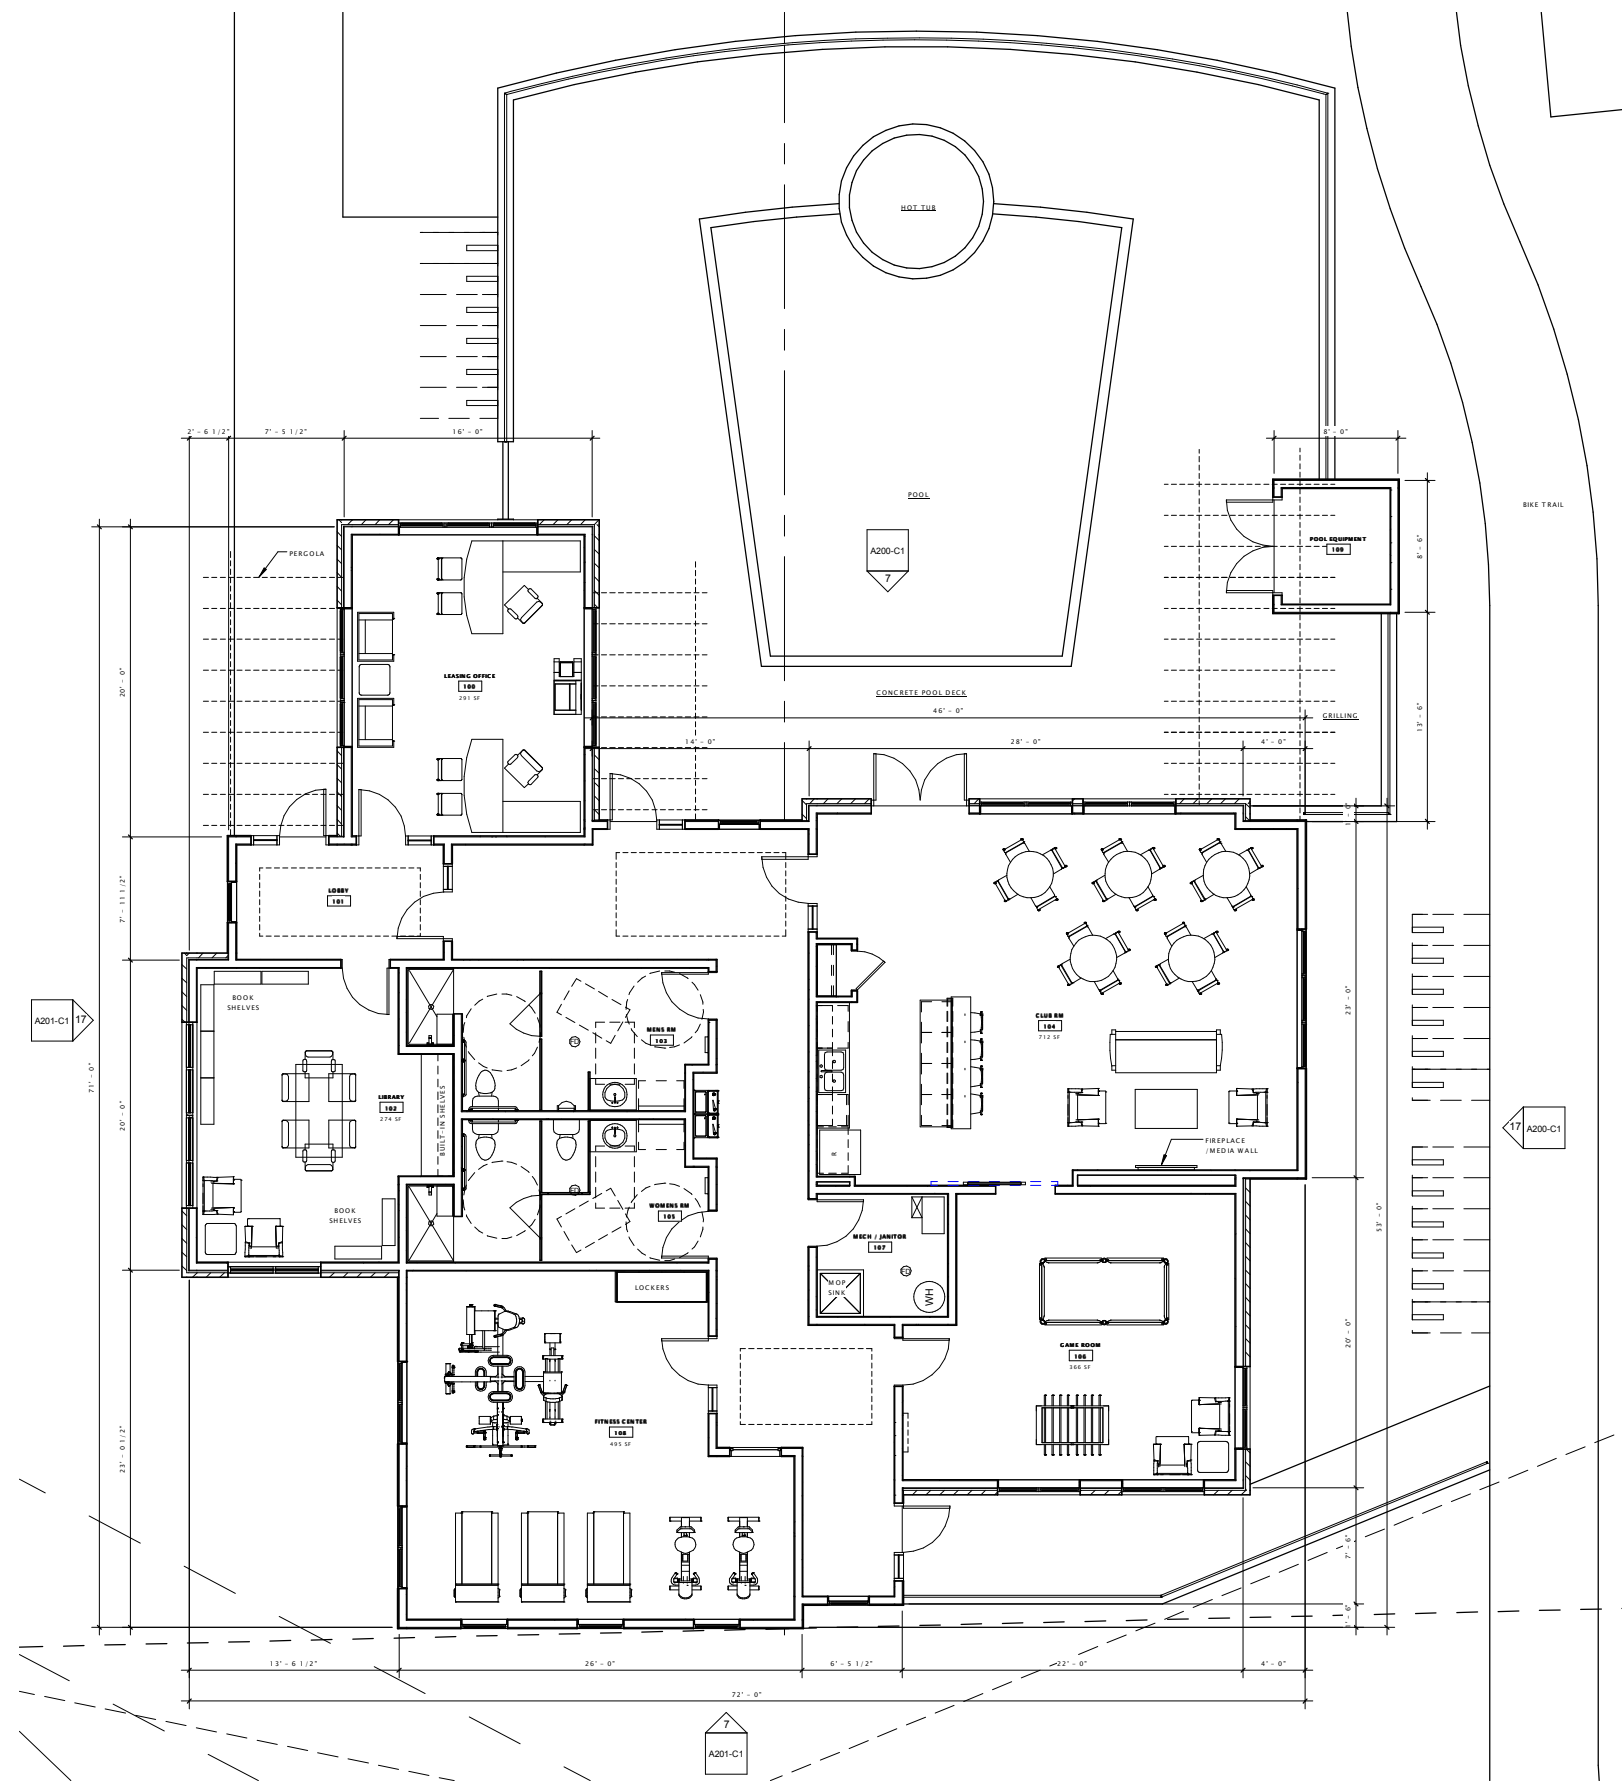 HOT TUB
2' - 6 1/2"
7' - 5 1/2"
16' - 0"
8' - 0"
POOL
BIKE TRAIL
A200-C1
7
POOL EQUIPMENT
109
8' - 6"
PERGOLA
20' - 0"
LEASING OFFICE
100
291 SF
CONCRETE POOL DECK
46' - 0"
GRILLING
13' - 6"
14' - 0"
28' - 0"
4' - 0"
LOBBY
101
7' - 11 1/2"
BOOK
SHELVES
A201-C1
17
CLUB RM
104
712 SF
23' - 0"
MENS RM
103
FD
71' - 0"
LIBRARY
102
274 SF
BUILT-IN SHELVES
20' - 0"
17
A200-C1
R
FIREPLACE
/MEDIA WALL
FD
WOMENS RM
105
BOOK
SHELVES
MECH / JANITOR
107
53' - 0"
FD
MOP
SINK
WH
LOCKERS
GAME ROOM
106
366 SF
20' - 0"
FITNESS CENTER
108
495 SF
23' - 0 1/2"
7' - 6"
13' - 6 1/2"
26' - 0"
6' - 5 1/2"
22' - 0"
4' - 0"
72' - 0"
7
A201-C1